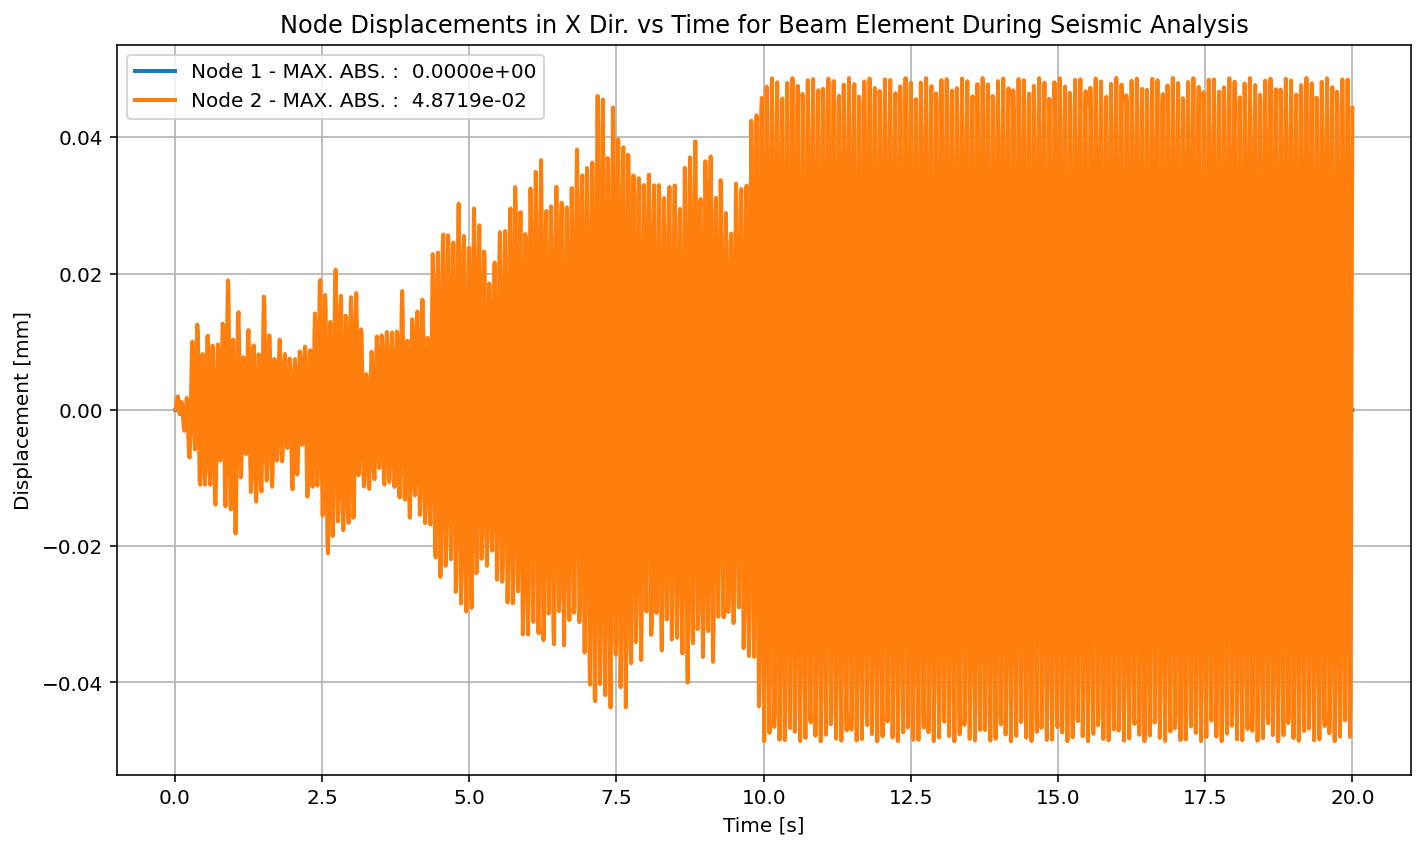 Node Displacements in X Dir. vs Time for Beam Element During Seismic Analysis
Node 1 - MAX. ABS. :  0.0000e+00
Node 2 - MAX. ABS. :  4.8719e-02
Displacement [mm]
0.04
0.02
0.00
−0.02
−0.04
0.0
2.5
5.0
7.5
10.0
12.5
15.0
17.5
20.0
Time [s]